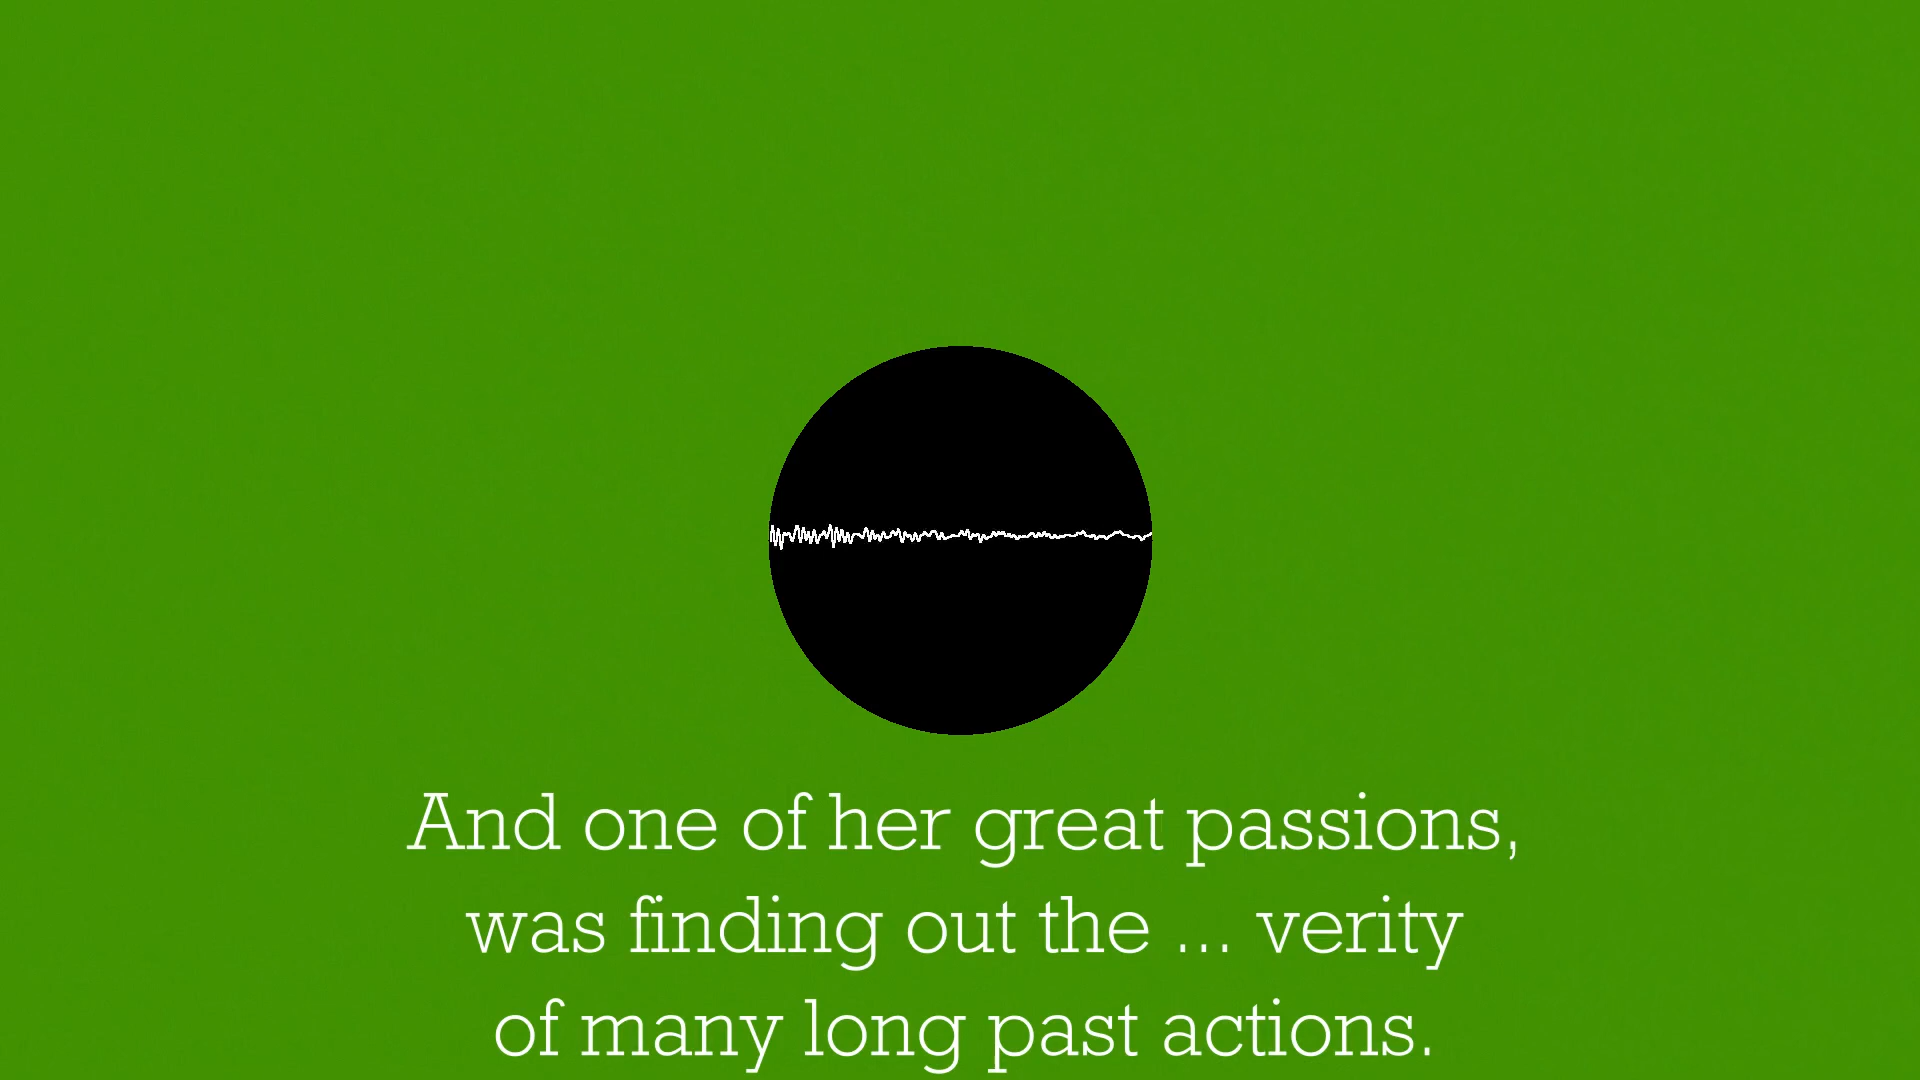 And one of her great passions,
was finding out the ... verity
of many long past actions.